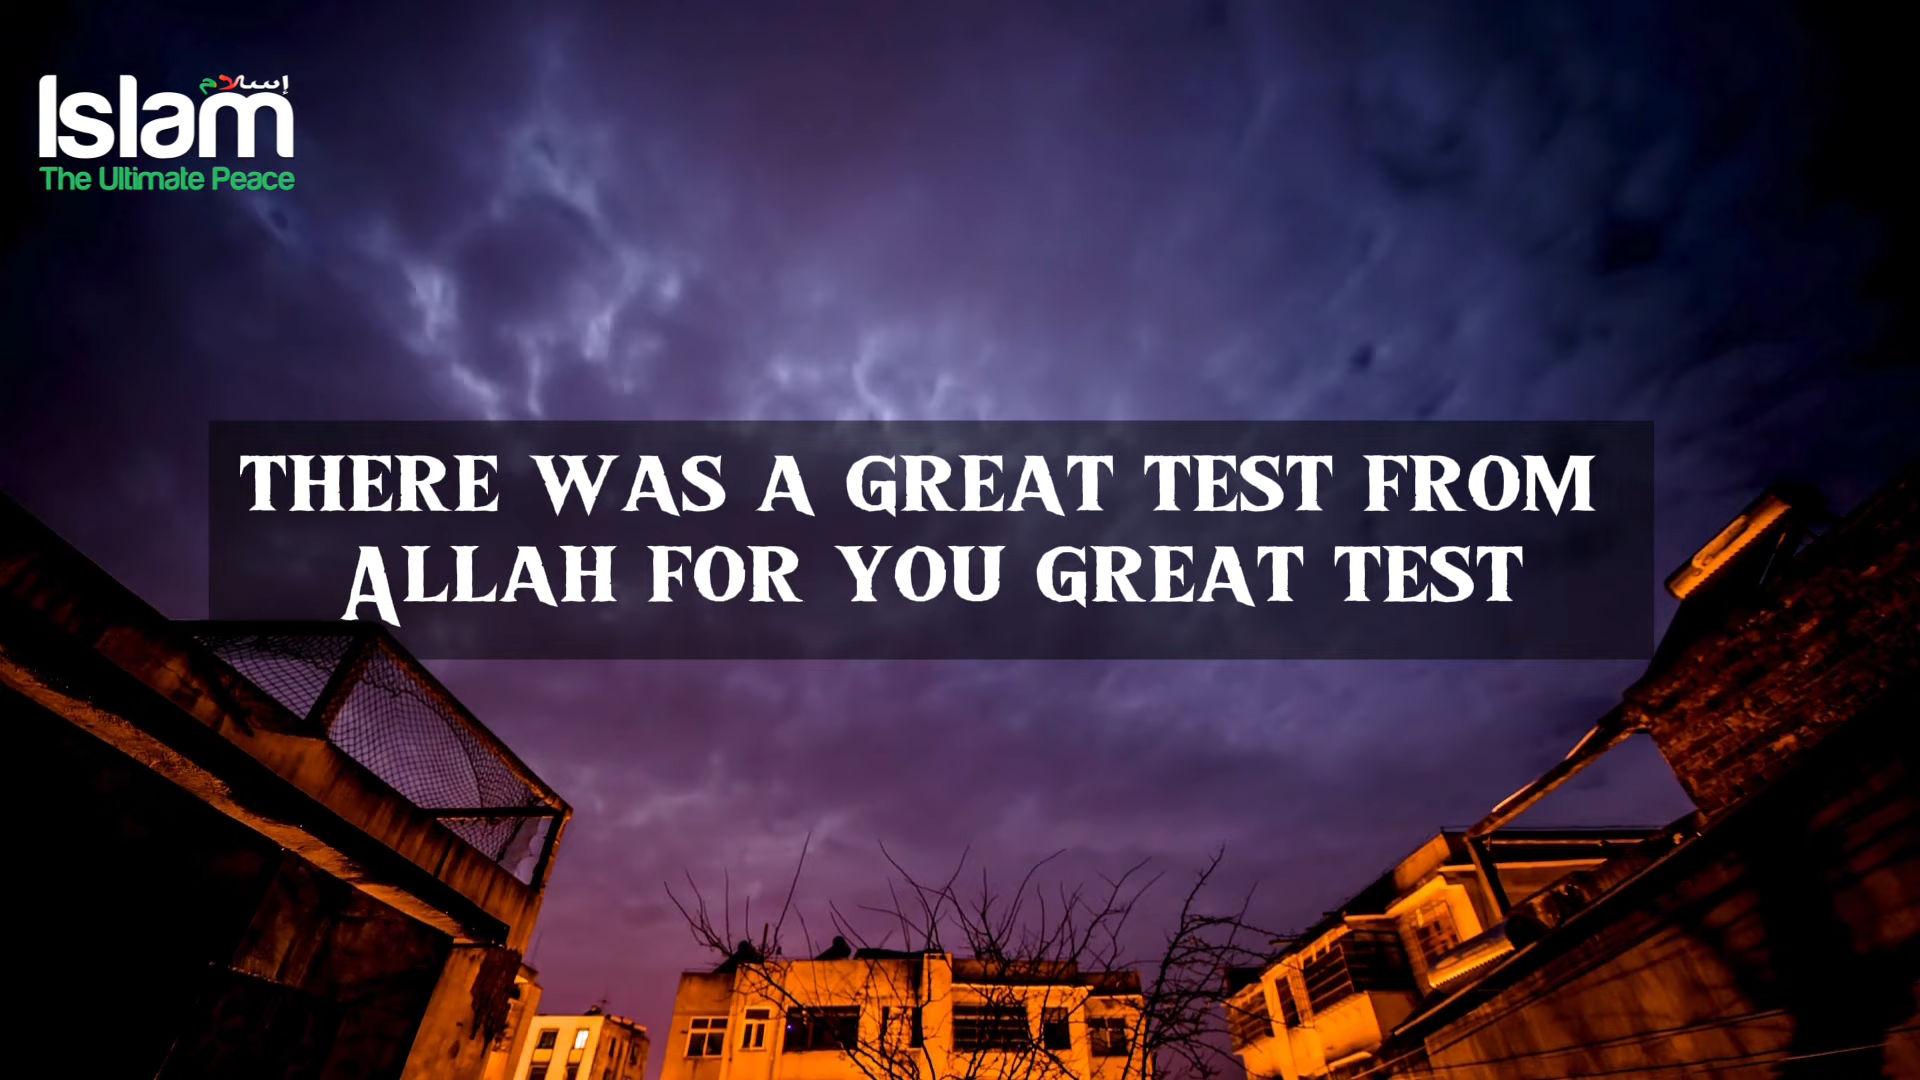 إسلام
Islam
The Ultimate Peace
THERE WAS A GREAT TEST FROM
ALLAH FOR YOU GREAT TEST